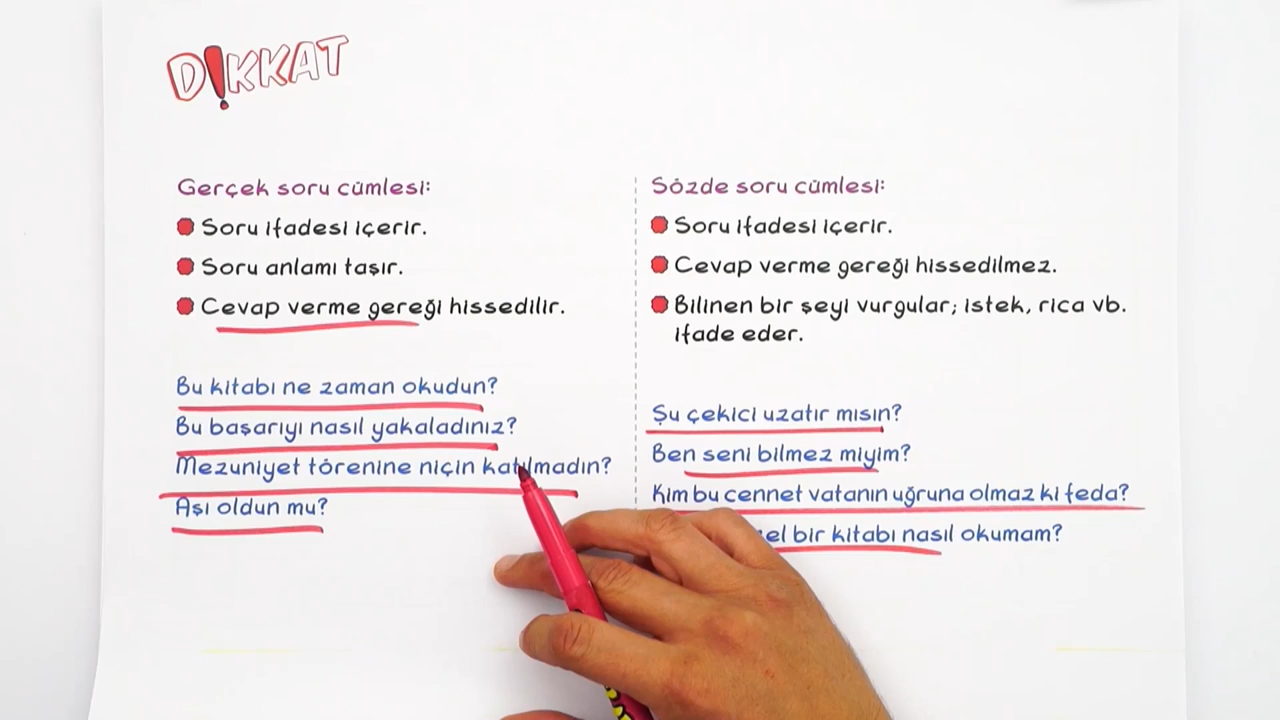 DİKKAT
Gerçek soru cümlesi:
Soru ifadesi içerir.
Soru anlamı taşır.
Cevap verme gereği hissedilir.
Bu kitabı ne zaman okudun?
Bu başarıyı nasıl yakaladınız?
Mezuniyet törenine niçin katılmadın?
Aşı oldun mu?
Sözde soru cümlesi:
Soru ifadesi içerir.
Cevap verme gereği hissedilmez.
Bilinen bir şeyi vurgular; istek, rica vb.
ifade eder.
Şu çekici uzatır mısın?
Ben seni bilmez miyim?
Kim bu cennet vatanın uğruna olmaz ki feda?
bir kitabı nasıl okumam?